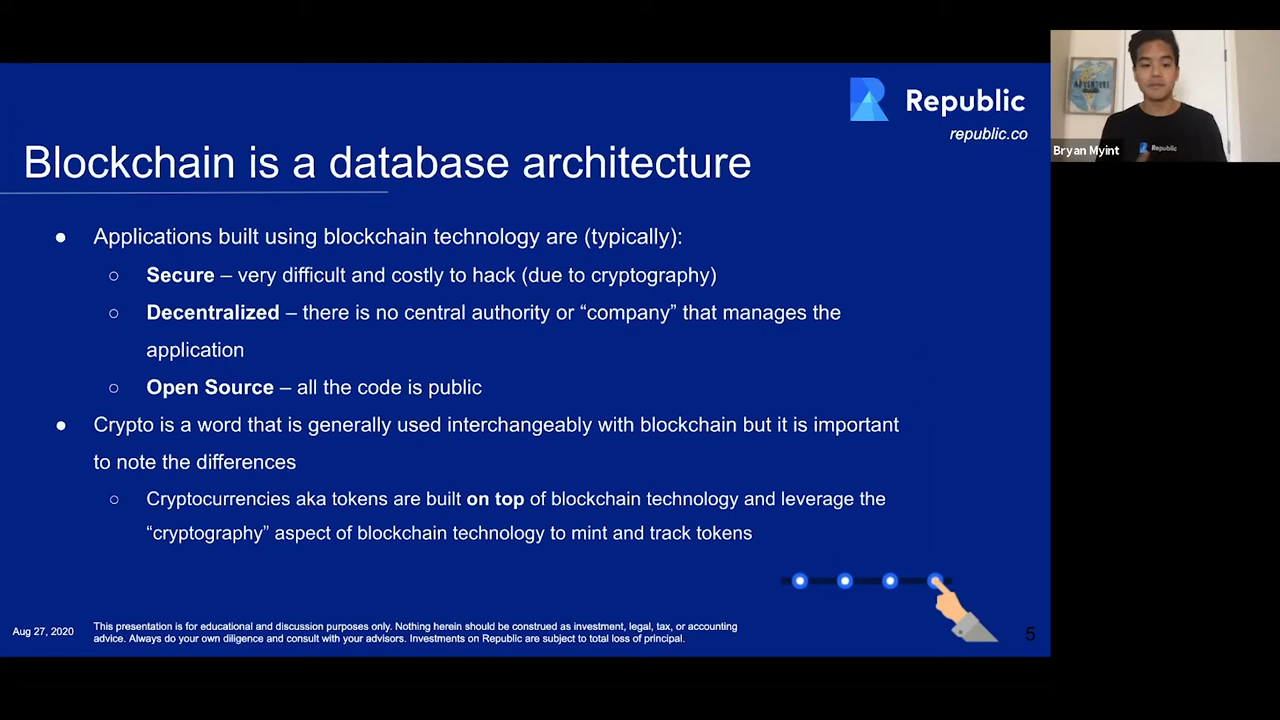 Republic
republic.co
Blockchain is a database architecture
● Applications built using blockchain technology are (typically):
○ Secure – very difficult and costly to hack (due to cryptography)
○ Decentralized – there is no central authority or “company” that manages the
application
○ Open Source – all the code is public
● Crypto is a word that is generally used interchangeably with blockchain but it is important
to note the differences
○ Cryptocurrencies aka tokens are built on top of blockchain technology and leverage the
“cryptography” aspect of blockchain technology to mint and track tokens
Aug 27, 2020
This presentation is for educational and discussion purposes only. Nothing herein should be construed as investment, legal, tax, or accounting
advice. Always do your own diligence and consult with your advisors. Investments on Republic are subject to total loss of principal.
5
ADVENTURE
Bryan Myint
Republic